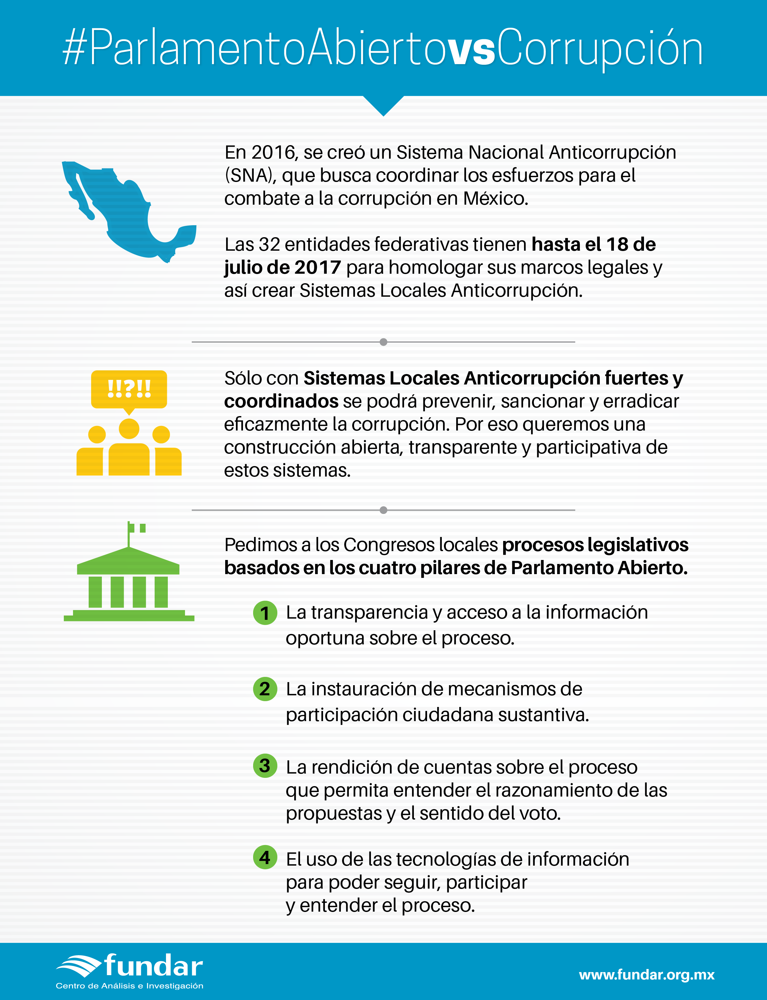 #ParlamentoAbiertovsCorrupción
En 2016, se creó un Sistema Nacional Anticorrupción
(SNA), que busca coordinar los esfuerzos para el
combate a la corrupción en México.
Las 32 entidades federativas tienen hasta el 18 de
julio de 2017 para homologar sus marcos legales y
así crear Sistemas Locales Anticorrupción.
!!?!!
Sólo con Sistemas Locales Anticorrupción fuertes y
coordinados se podrá prevenir, sancionar y erradicar
eficazmente la corrupción. Por eso queremos una
construcción abierta, transparente y participativa de
estos sistemas.
Pedimos a los Congresos locales procesos legislativos
basados en los cuatro pilares de Parlamento Abierto.
1 La transparencia y acceso a la información
oportuna sobre el proceso.
2 La instauración de mecanismos de
participación ciudadana sustantiva.
3 La rendición de cuentas sobre el proceso
que permita entender el razonamiento de las
propuestas y el sentido del voto.
4 El uso de las tecnologías de información
para poder seguir, participar
y entender el proceso.
fundar
Centro de Análisis e Investigación
www.fundar.org.mx